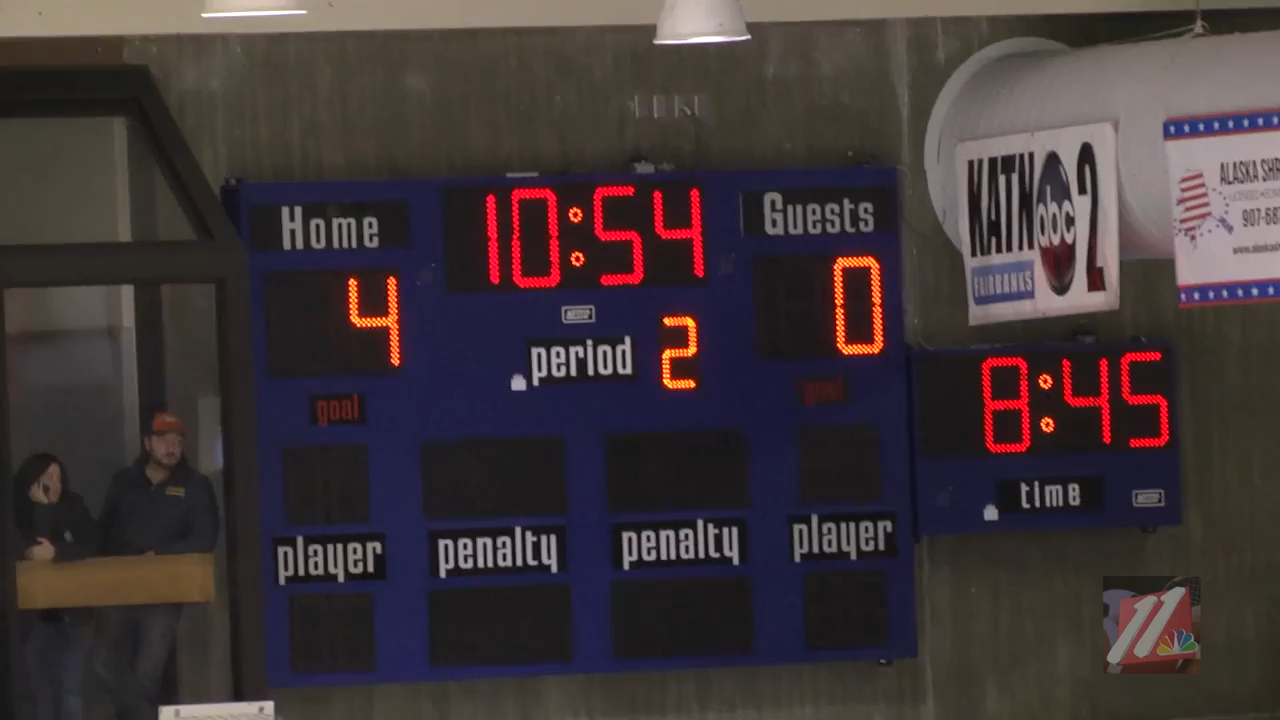 Home
10:54
Guests
4
0
period
2
goal
goal
8:45
time
player
penalty
penalty
player
KATN
abc
2
FAIRBANKS
ALASKA
907-68
11